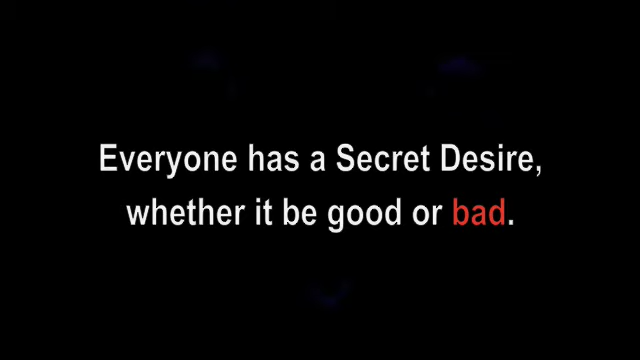 Everyone has a Secret Desire,
whether it be good or bad.